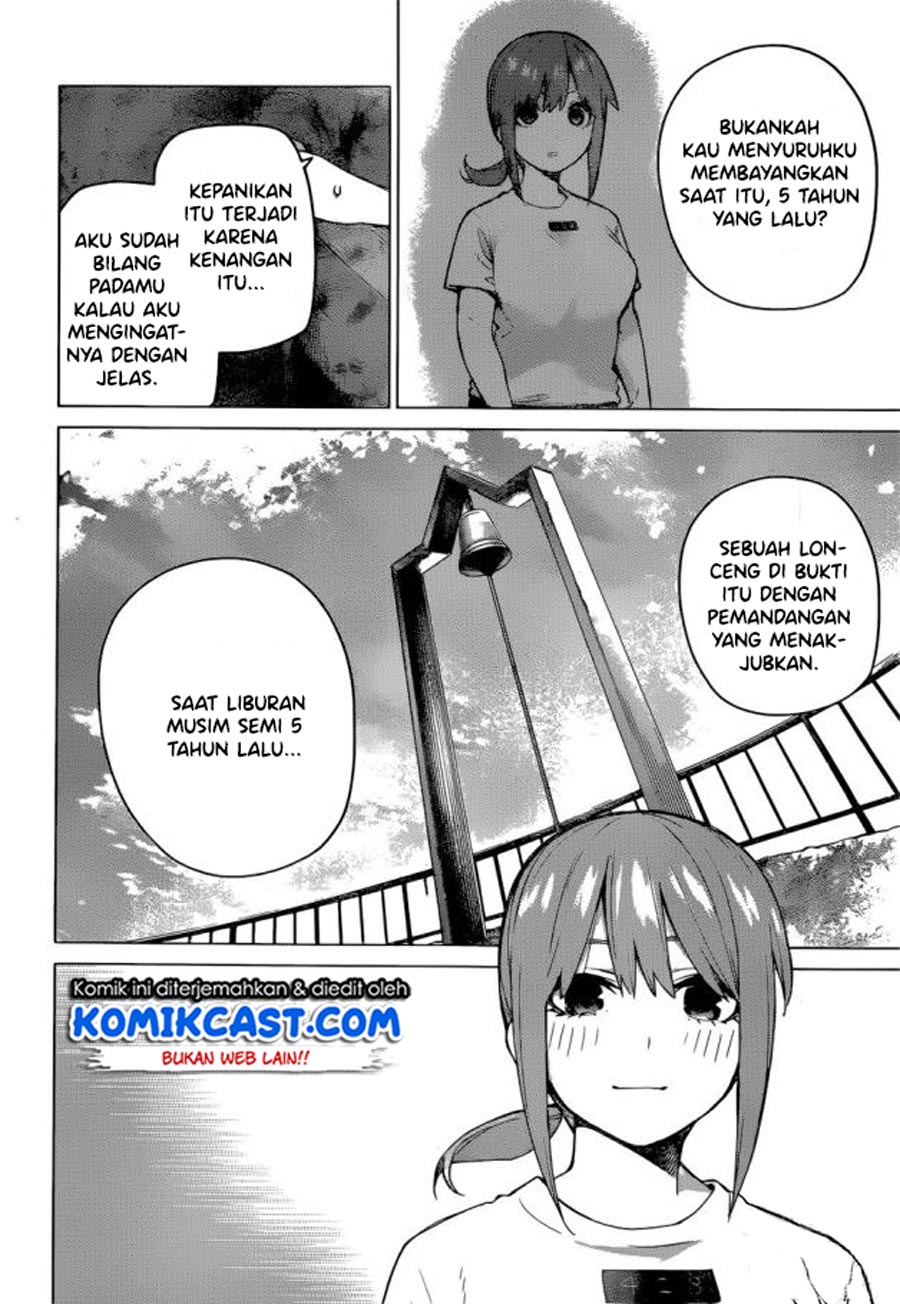 BUKANKAH
KAU MENYURUHKU
MEMBAYANGKAN
SAAT ITU, 5 TAHUN
YANG LALU?
KEPANIKAN
ITU TERJADI
KARENA
KENANGAN
ITU...
AKU SUDAH
BILANG
PADAMU
KALAU AKU
MENGINGAT-
NYA DENGAN
JELAS.
SEBUAH LON-
CENG DI BUKTI
ITU DENGAN
PEMANDANGAN
YANG MENAK-
JUBKAN.
SAAT LIBURAN
MUSIM SEMI 5
TAHUN LALU...
Komik ini diterjemahkan & diedit oleh
KOMIKCAST.COM
BUKAN WEB LAIN!!